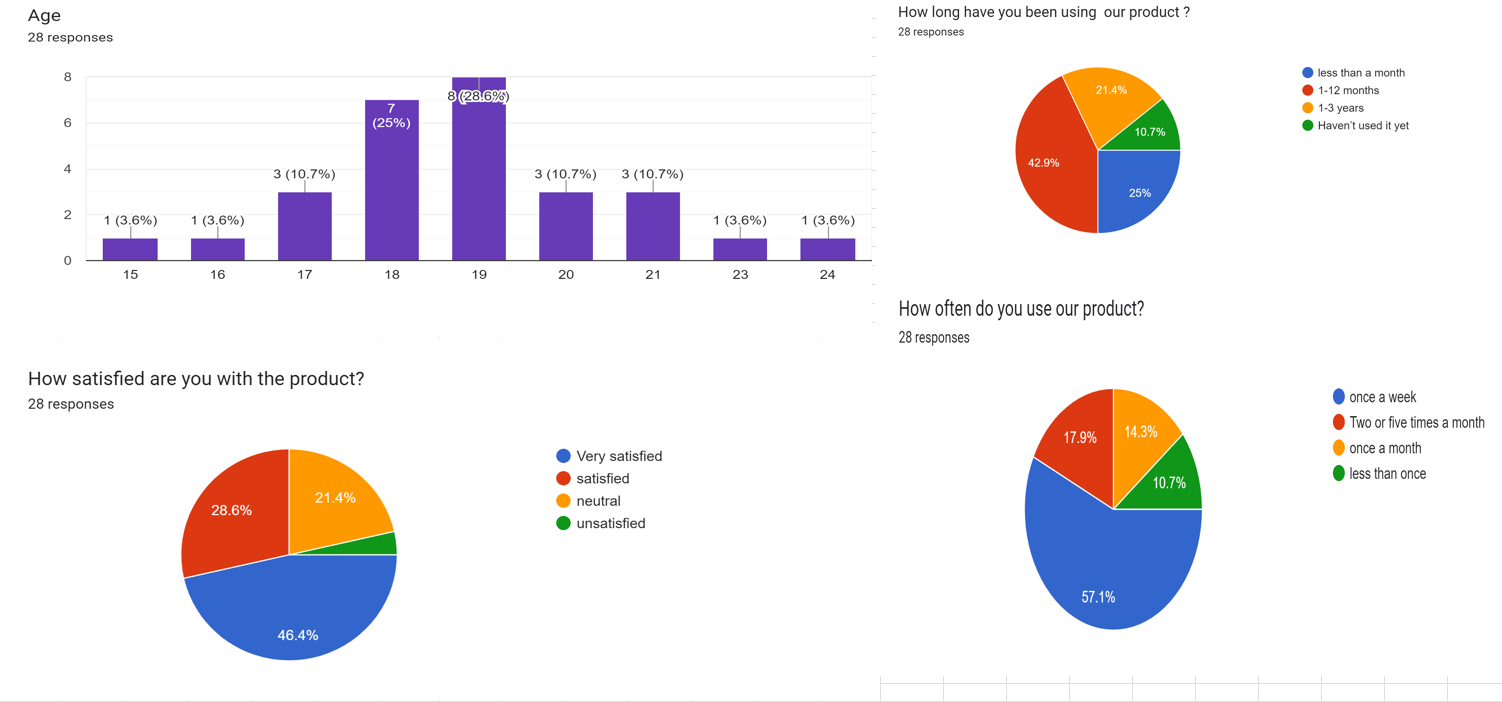 Age
28 responses
8
6
4
2
0
1 (3.6%)
1 (3.6%)
3 (10.7%)
7
(25%)
8 (28.6%)
3 (10.7%)
3 (10.7%)
1 (3.6%)
1 (3.6%)
15
16
17
18
19
20
21
23
24
How long have you been using our product ?
28 responses
21.4%
10.7%
42.9%
25%
less than a month
1-12 months
1-3 years
Haven't used it yet
How satisfied are you with the product?
28 responses
28.6%
21.4%
46.4%
Very satisfied
satisfied
neutral
unsatisfied
How often do you use our product?
28 responses
17.9%
14.3%
10.7%
57.1%
once a week
Two or five times a month
once a month
less than once